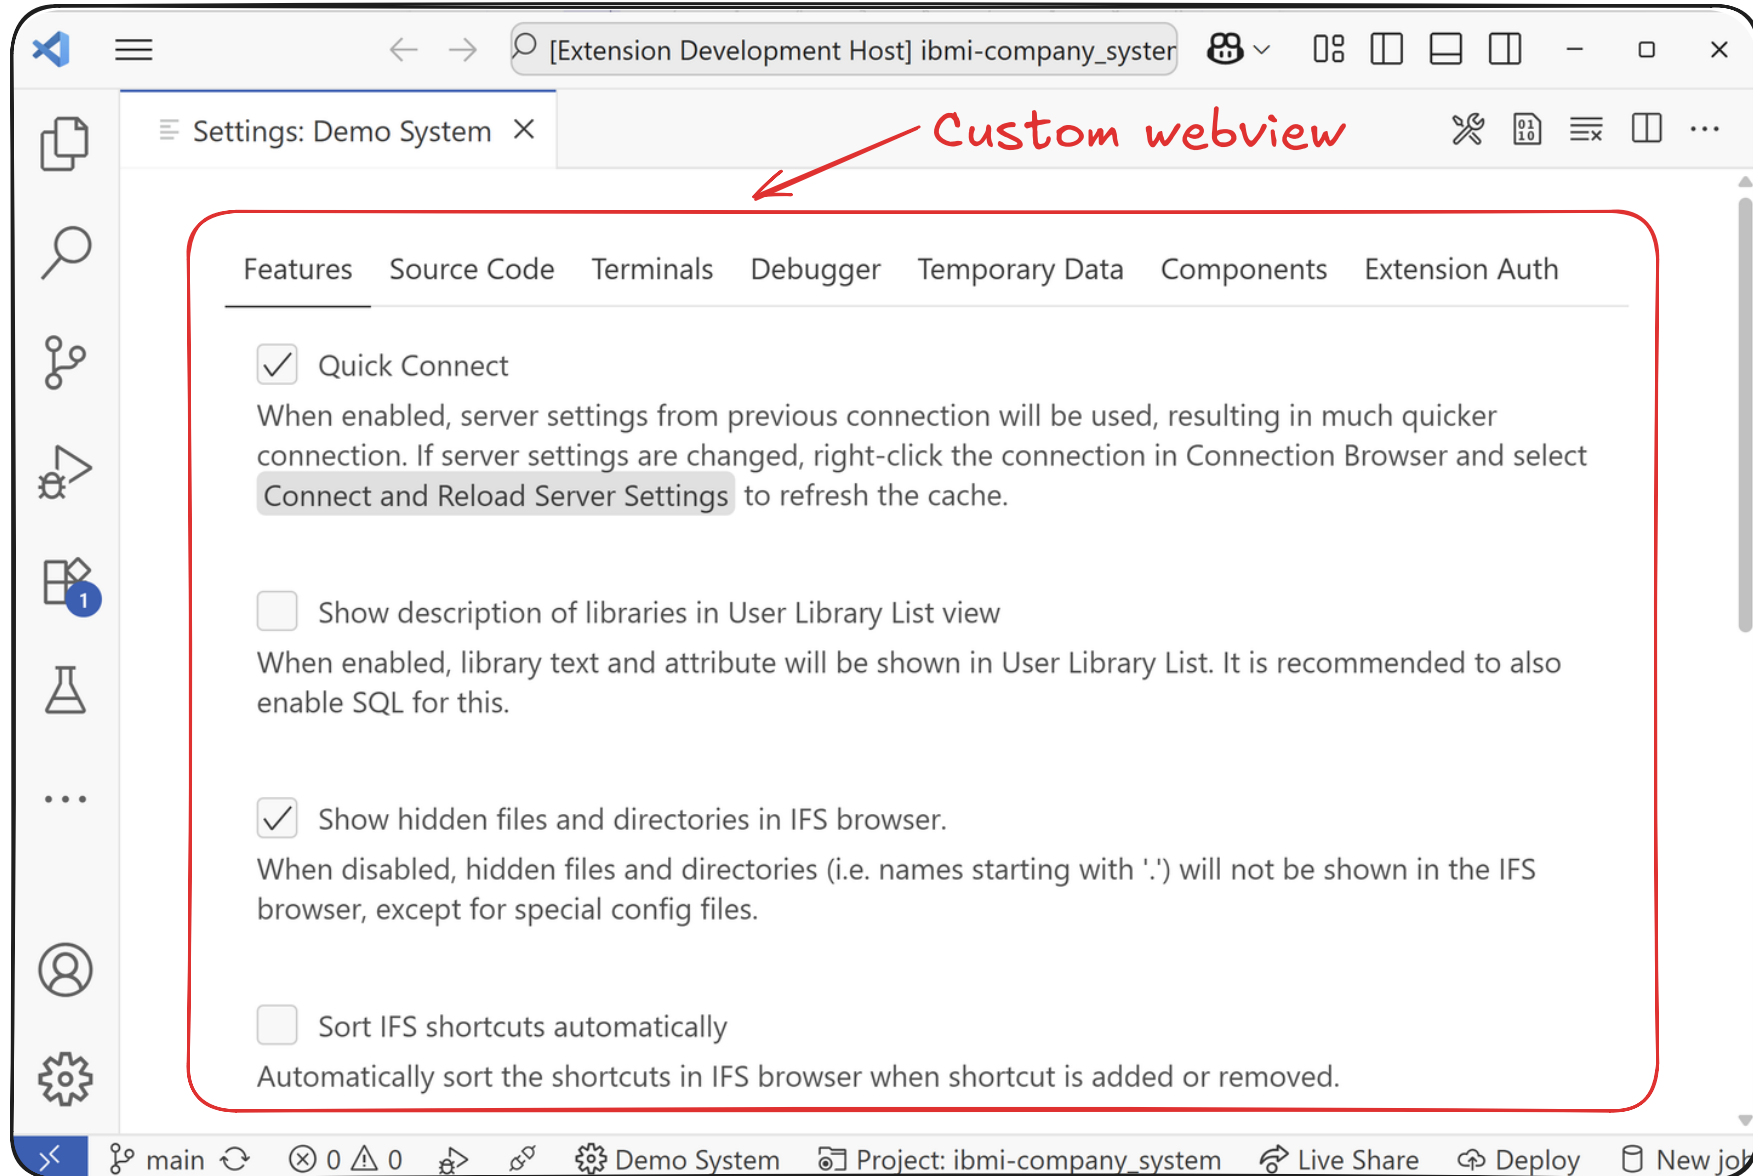 [Extension Development Host] ibmi-company_syster
Settings: Demo System
Custom webview
Features Source Code Terminals Debugger Temporary Data Components Extension Auth
Quick Connect
When enabled, server settings from previous connection will be used, resulting in much quicker
connection. If server settings are changed, right-click the connection in Connection Browser and select
Connect and Reload Server Settings to refresh the cache.
1
Show description of libraries in User Library List view
When enabled, library text and attribute will be shown in User Library List. It is recommended to also
enable SQL for this.
Show hidden files and directories in IFS browser.
When disabled, hidden files and directories (i.e. names starting with '.') will not be shown in the IFS
browser, except for special config files.
Sort IFS shortcuts automatically
Automatically sort the shortcuts in IFS browser when shortcut is added or removed.
main 0 0 Demo System Project: ibmi-company_system Live Share Deploy New job